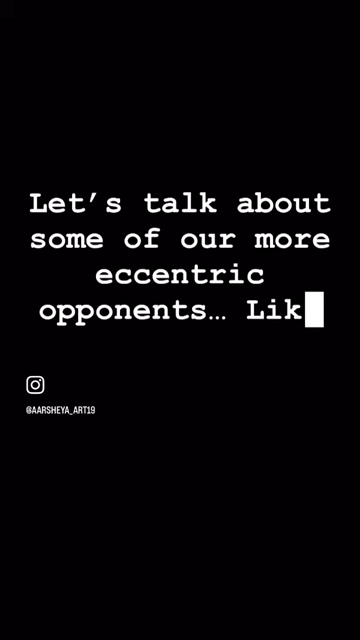 Let’s talk about
some of our more
eccentric
opponents… Lik
@AARSHEYA_ART19